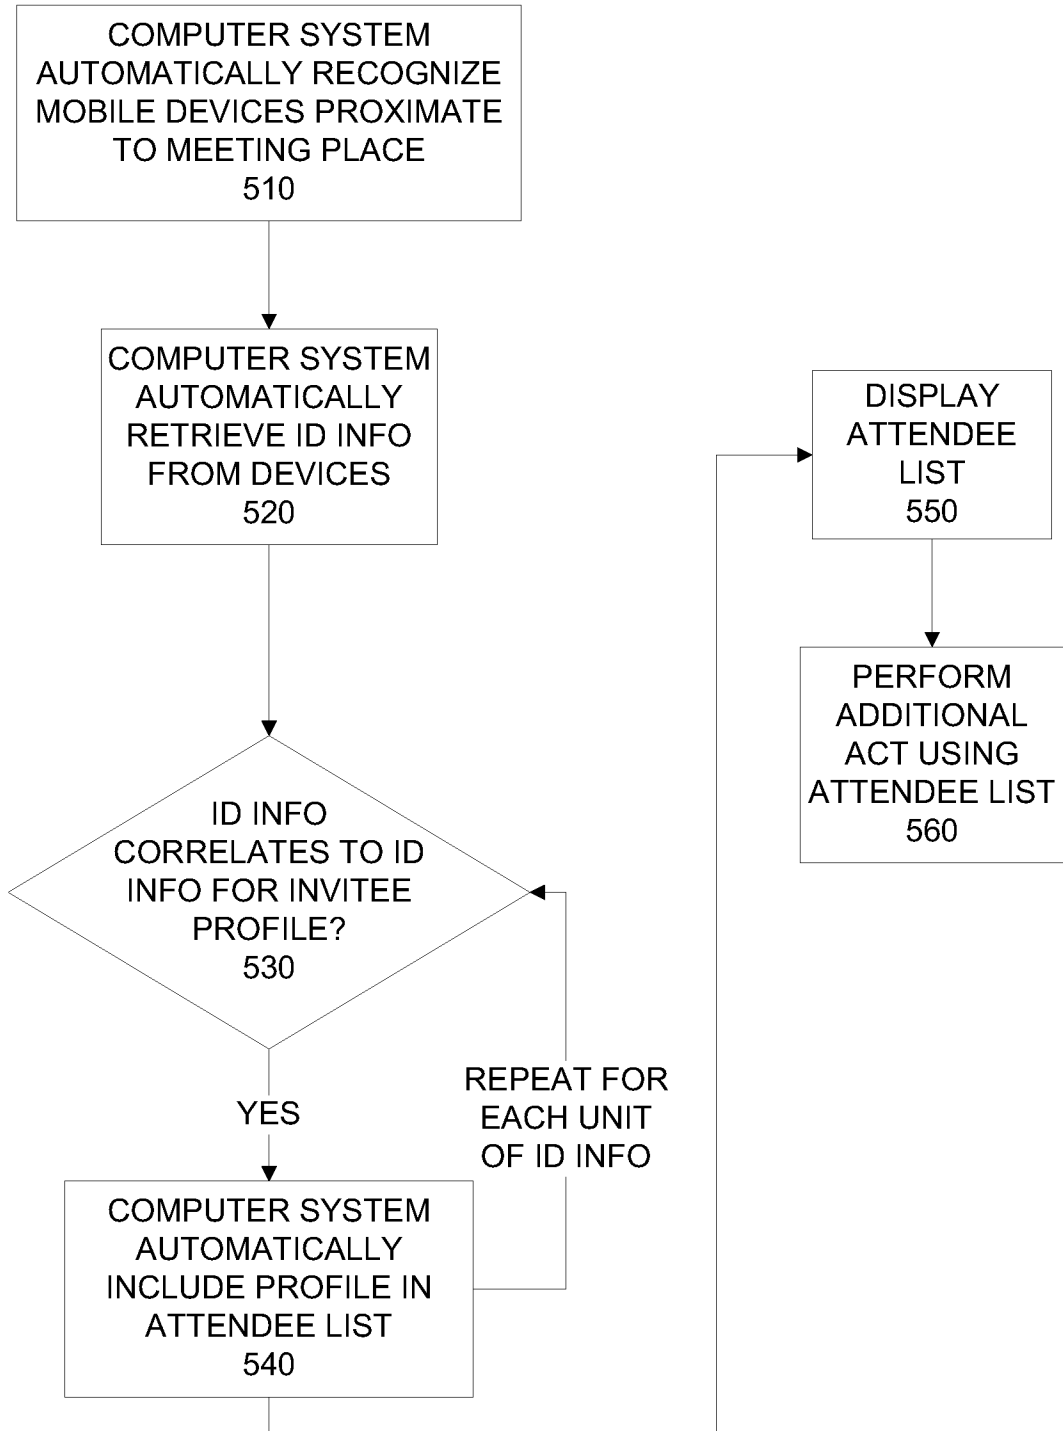 COMPUTER SYSTEM
AUTOMATICALLY RECOGNIZE
MOBILE DEVICES PROXIMATE
TO MEETING PLACE
510
COMPUTER SYSTEM
AUTOMATICALLY
RETRIEVE ID INFO
FROM DEVICES
520
ID INFO
CORRELATES TO ID
INFO FOR INVITEE
PROFILE?
530
YES
REPEAT FOR
EACH UNIT
OF ID INFO
COMPUTER SYSTEM
AUTOMATICALLY
INCLUDE PROFILE IN
ATTENDEE LIST
540
DISPLAY
ATTENDEE
LIST
550
PERFORM
ADDITIONAL
ACT USING
ATTENDEE LIST
560